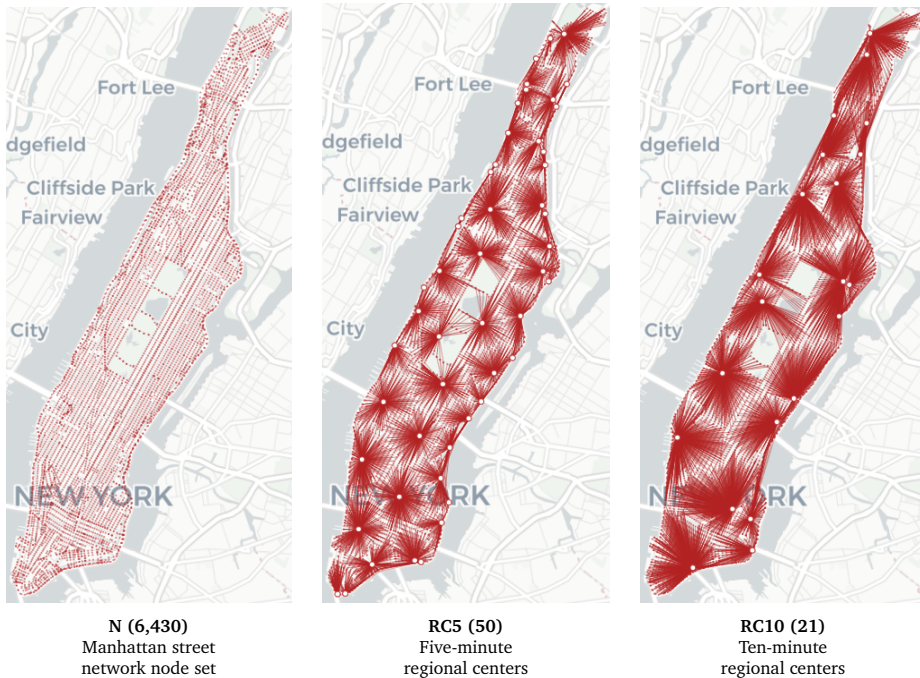 Fort Lee
dgefield
Cliffside Park
Fairview
City
NEW YORK
N (6,430)
Manhattan street
network node set
Fort Lee
dgefield
Cliffside Park
Fairview
City
NEW YORK
RC5 (50)
Five-minute
regional centers
Fort Lee
dgefield
Cliffside Park
Fairview
City
NEW YORK
RC10 (21)
Ten-minute
regional centers